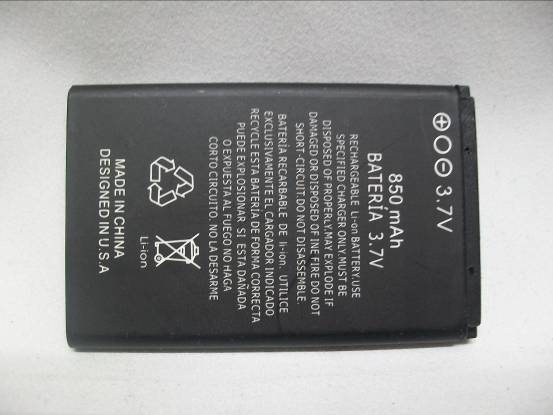 ⊕○⊖ 3.7V
850 mAh
BATERÍA 3.7V
RECHARGEABLE Li-on BATTERY,USE
SPECIFIED CHARGER ONLY,MUST BE
DISPOSED OF PROPERLY,MAY EXPLODE IF
DAMAGED OR DISPOSED OF INE FIRE DO NOT
SHORT-CIRCUIT.DO NOT DISASSEMBLE.
BATERÍA RECARBABLE DE li-ion. UTILICE
EXCLUSIVAMENTE EL CARGADOR INDICADO
RECYCLE ESTA BATERIA DE FORMA CORRECTA
PUEDE EXPLOSIONAR SI ESTA DAÑADA
O EXPUESTA AL FUEGO NO HAGA
CORTO CIRCUITO. NO LA DESARME
Li-ion
MADE IN CHINA
DESIGNED IN U.S.A